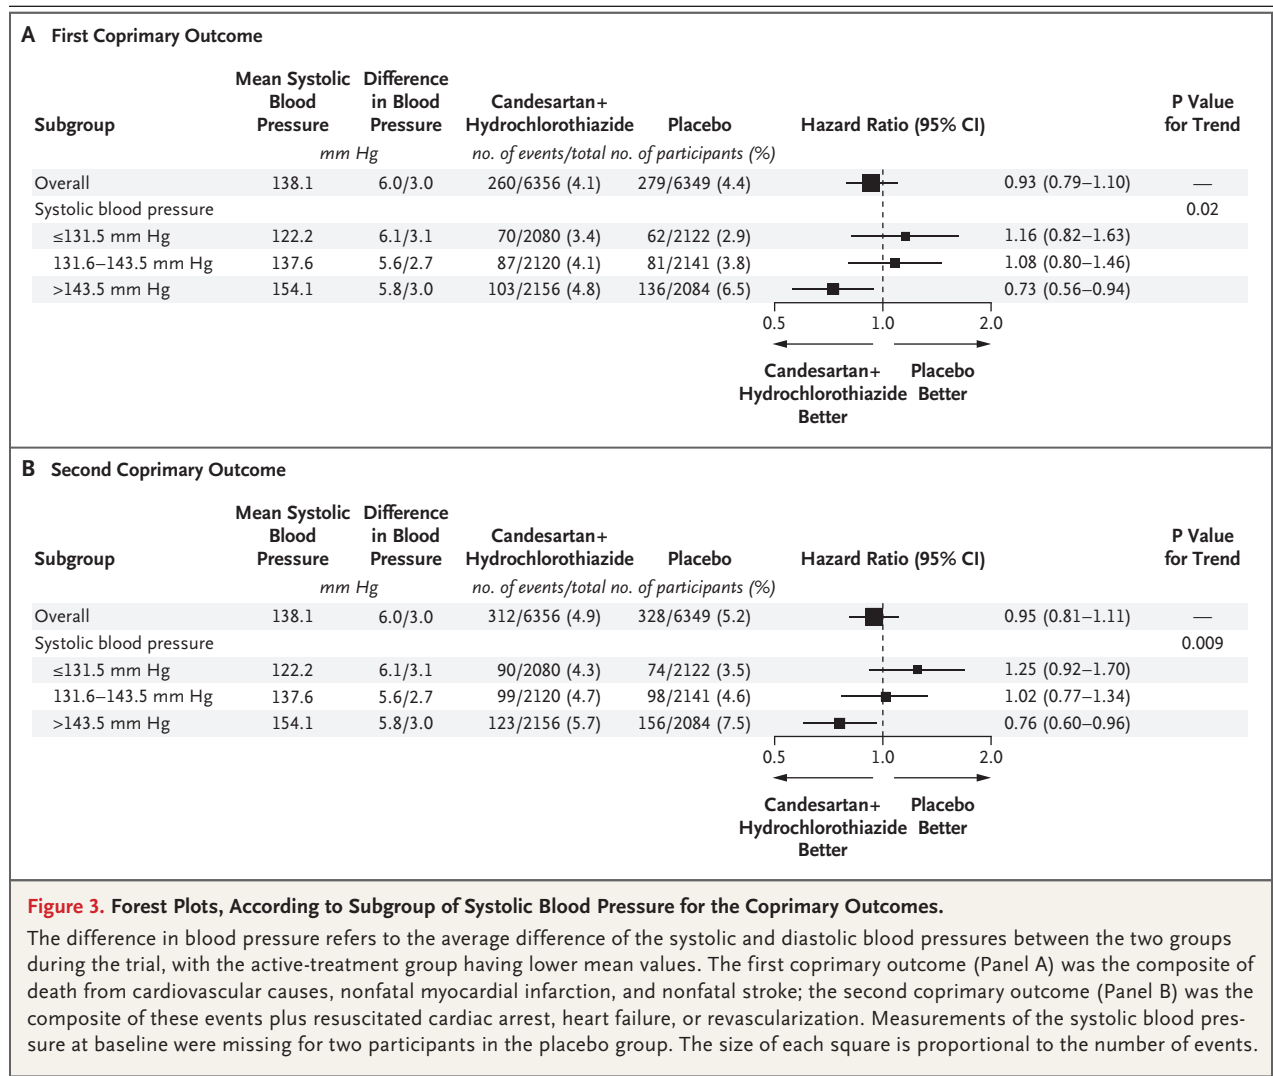 A First Coprimary Outcome
Subgroup Mean Systolic Blood Pressure Difference in Blood Pressure Candesartan+ Hydrochlorothiazide Placebo Hazard Ratio (95% CI) P Value for Trend
mm Hg no. of events/total no. of participants (%)
Overall 138.1 6.0/3.0 260/6356 (4.1) 279/6349 (4.4) 0.93 (0.79–1.10) —
Systolic blood pressure 0.02
≤131.5 mm Hg 122.2 6.1/3.1 70/2080 (3.4) 62/2122 (2.9) 1.16 (0.82–1.63)
131.6–143.5 mm Hg 137.6 5.6/2.7 87/2120 (4.1) 81/2141 (3.8) 1.08 (0.80–1.46)
>143.5 mm Hg 154.1 5.8/3.0 103/2156 (4.8) 136/2084 (6.5) 0.73 (0.56–0.94)
0.5 1.0 2.0
Candesartan+ Placebo
Hydrochlorothiazide Better
Better
B Second Coprimary Outcome
Subgroup Mean Systolic Blood Pressure Difference in Blood Pressure Candesartan+ Hydrochlorothiazide Placebo Hazard Ratio (95% CI) P Value for Trend
mm Hg no. of events/total no. of participants (%)
Overall 138.1 6.0/3.0 312/6356 (4.9) 328/6349 (5.2) 0.95 (0.81–1.11) —
Systolic blood pressure 0.009
≤131.5 mm Hg 122.2 6.1/3.1 90/2080 (4.3) 74/2122 (3.5) 1.25 (0.92–1.70)
131.6–143.5 mm Hg 137.6 5.6/2.7 99/2120 (4.7) 98/2141 (4.6) 1.02 (0.77–1.34)
>143.5 mm Hg 154.1 5.8/3.0 123/2156 (5.7) 156/2084 (7.5) 0.76 (0.60–0.96)
0.5 1.0 2.0
Candesartan+ Placebo
Hydrochlorothiazide Better
Better
Figure 3. Forest Plots, According to Subgroup of Systolic Blood Pressure for the Coprimary Outcomes.
The difference in blood pressure refers to the average difference of the systolic and diastolic blood pressures between the two groups
during the trial, with the active-treatment group having lower mean values. The first coprimary outcome (Panel A) was the composite of
death from cardiovascular causes, nonfatal myocardial infarction, and nonfatal stroke; the second coprimary outcome (Panel B) was the
composite of these events plus resuscitated cardiac arrest, heart failure, or revascularization. Measurements of the systolic blood pres-
sure at baseline were missing for two participants in the placebo group. The size of each square is proportional to the number of events.